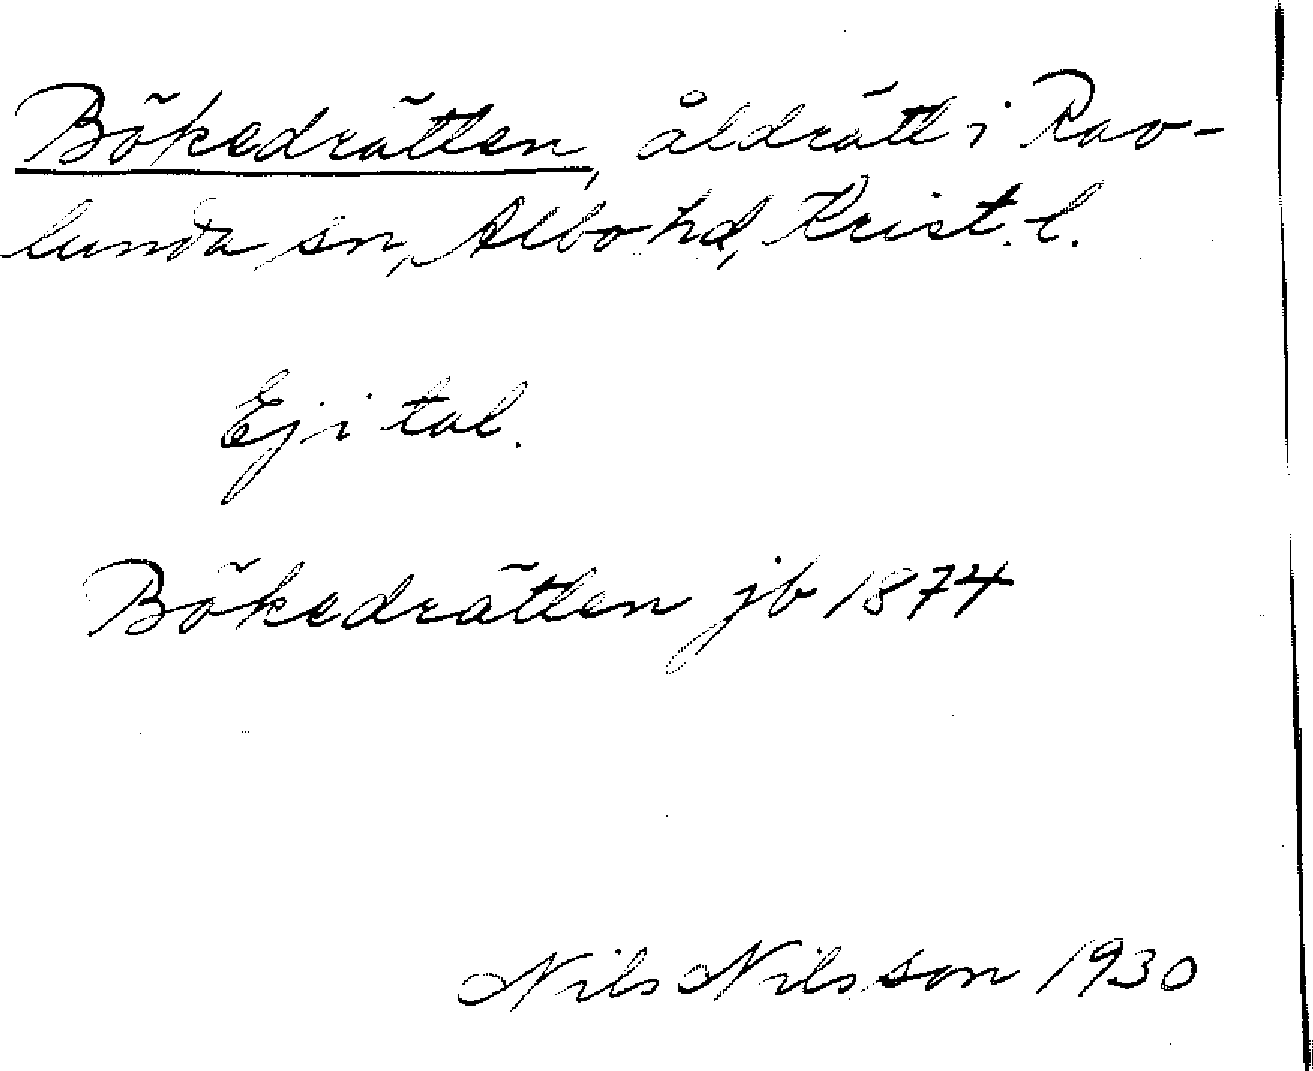 Bökedrätten, åldrätt i Rav-
lunda sn, Albo hd, Krist. l.
Ej i tal.
Bökedrätten jb 1874
Nils Nilsson 1930